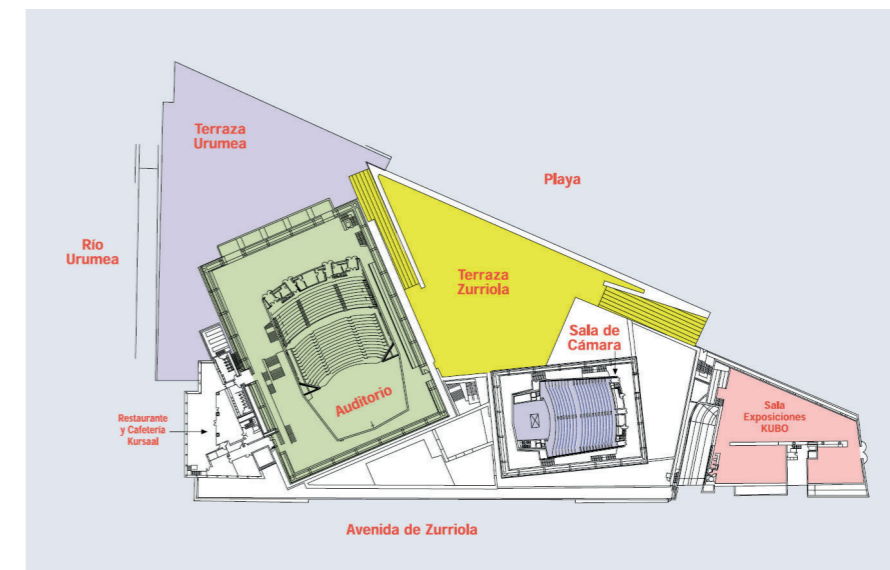 Terraza
Urumea
Playa
Río
Urumea
Terraza
Zurriola
Sala de
Cámara
Auditorio
Restaurante
y Cafetería
Kursaal
Sala
Exposiciones
KUBO
Avenida de Zurriola